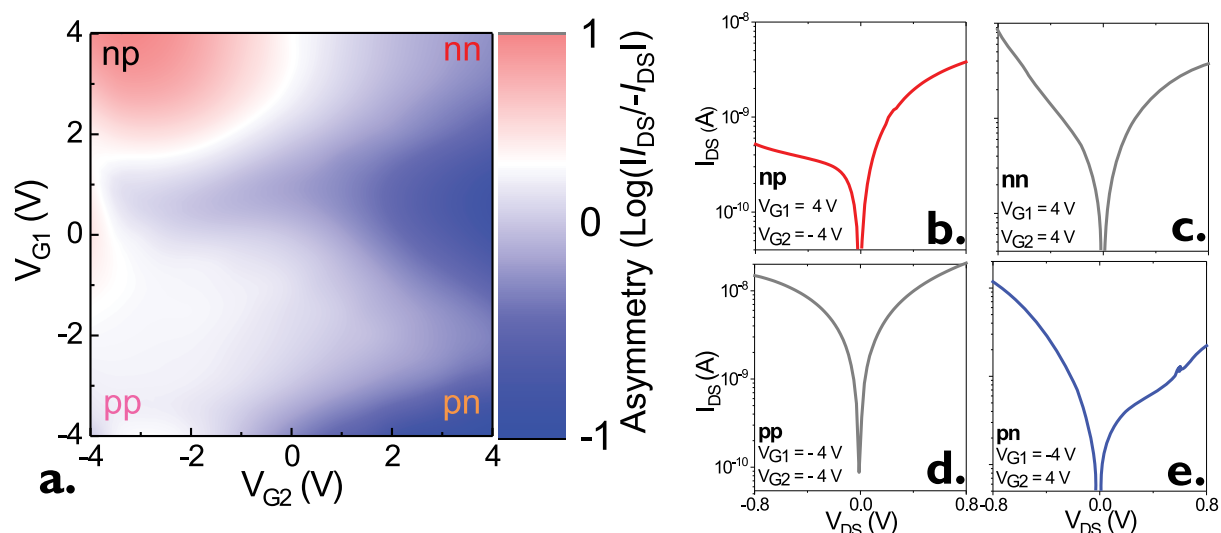 4
2
0
-2
-4
V_G1 (V)
np
nn
pp
pn
-4
-2
0
2
4
V_G2 (V)
a.
1
0
-1
Asymmetry (Log(|I_DS/-I_DS|)
10⁻⁸
10⁻⁹
10⁻¹⁰
I_DS (A)
np
V_G1 = 4 V
V_G2 = - 4 V
b.
nn
V_G1 = 4 V
V_G2 = 4 V
c.
10⁻⁸
10⁻⁹
10⁻¹⁰
I_DS (A)
pp
V_G1 = - 4 V
V_G2 = - 4 V
d.
-0.8
0.0
0.8
V_DS (V)
pn
V_G1 = -4 V
V_G2 = 4 V
e.
-0.8
0.0
0.8
V_DS (V)